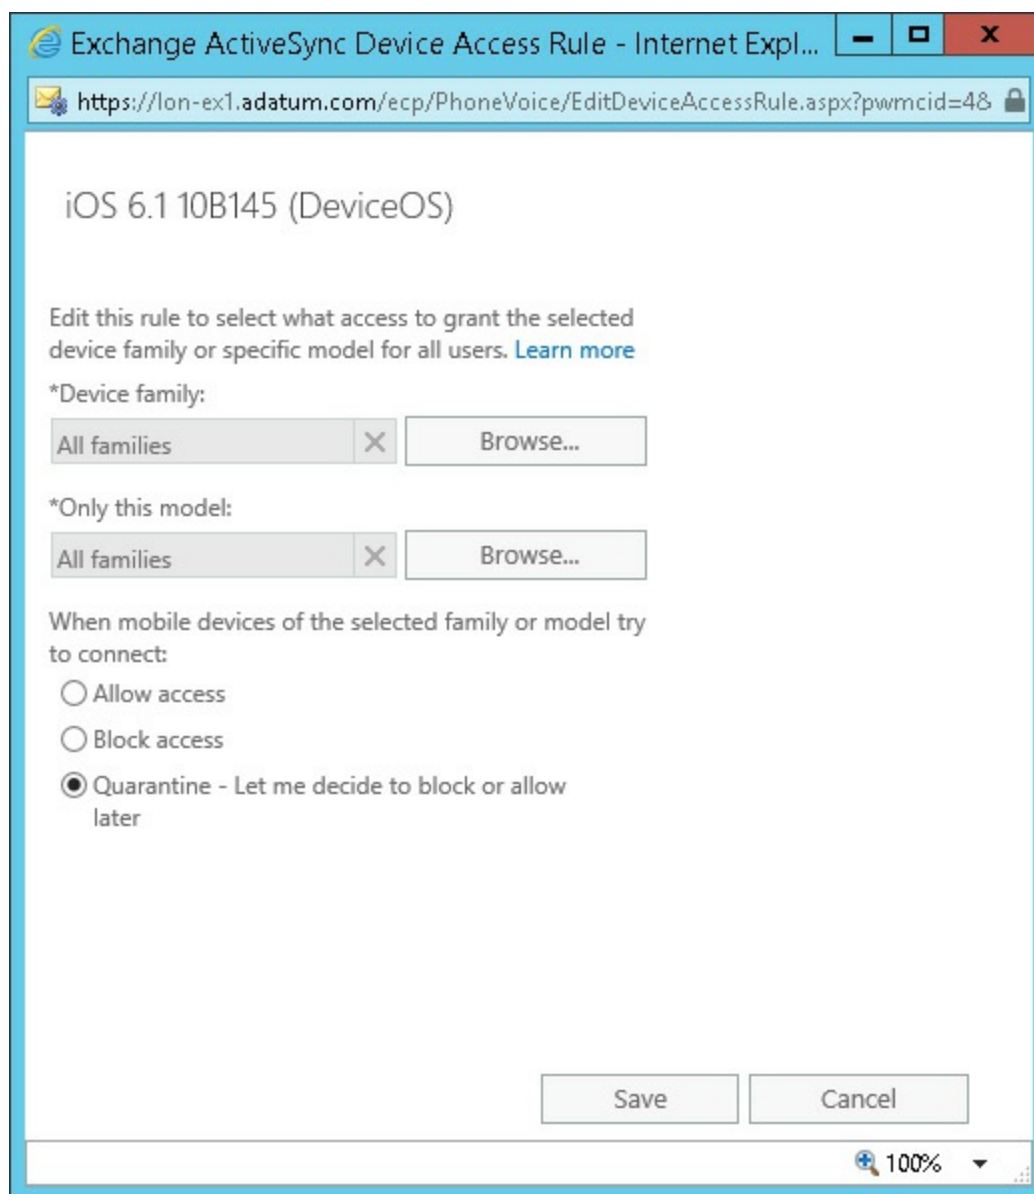 Exchange ActiveSync Device Access Rule - Internet Expl...
https://lon-ex1.adatum.com/ecp/PhoneVoice/EditDeviceAccessRule.aspx?pwmcid=4&
iOS 6.1 10B145 (DeviceOS)
Edit this rule to select what access to grant the selected
device family or specific model for all users. Learn more
*Device family:
All families Browse...
*Only this model:
All families Browse...
When mobile devices of the selected family or model try
to connect:
Allow access
Block access
Quarantine - Let me decide to block or allow
later
Save Cancel
100%